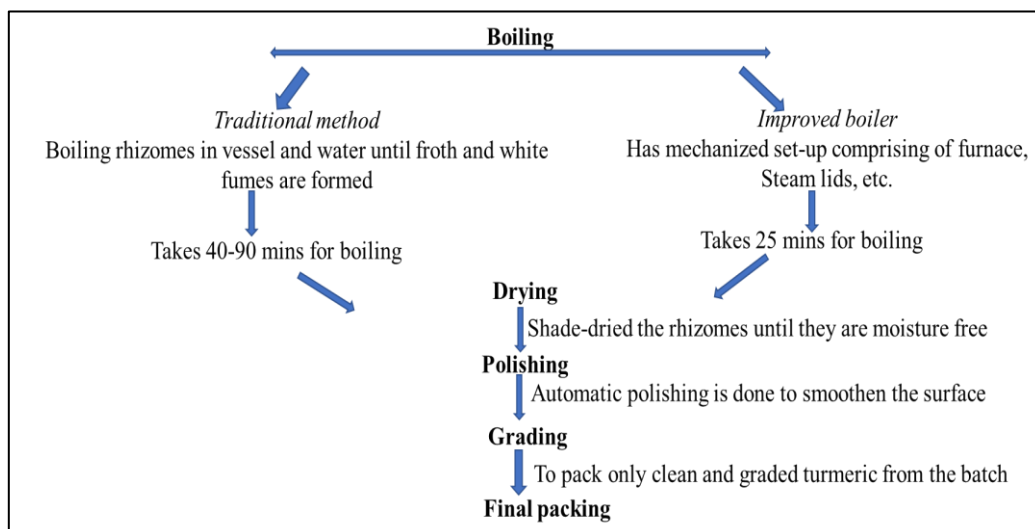 Boiling
Traditional method
Boiling rhizomes in vessel and water until froth and white
fumes are formed
Takes 40-90 mins for boiling
Improved boiler
Has mechanized set-up comprising of furnace,
Steam lids, etc.
Takes 25 mins for boiling
Drying
Shade-dried the rhizomes until they are moisture free
Polishing
Automatic polishing is done to smoothen the surface
Grading
To pack only clean and graded turmeric from the batch
Final packing